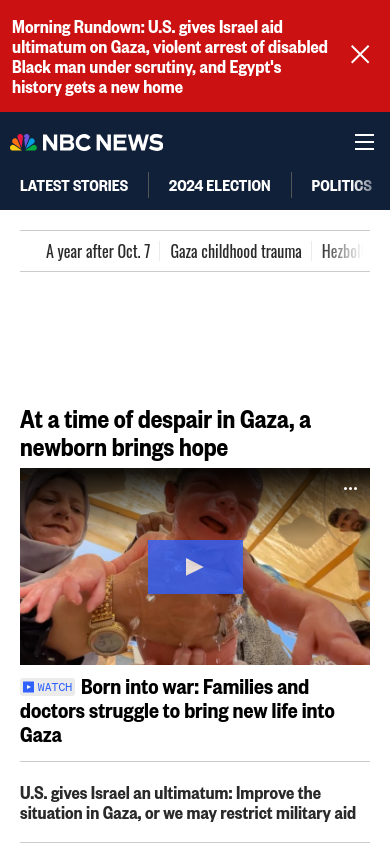 Morning Rundown: U.S. gives Israel aid
ultimatum on Gaza, violent arrest of disabled
Black man under scrutiny, and Egypt's
history gets a new home
NBC NEWS
LATEST STORIES 2024 ELECTION POLITICS
A year after Oct. 7 Gaza childhood trauma
At a time of despair in Gaza, a
newborn brings hope
WATCH Born into war: Families and
doctors struggle to bring new life into
Gaza
U.S. gives Israel an ultimatum: Improve the
situation in Gaza, or we may restrict military aid